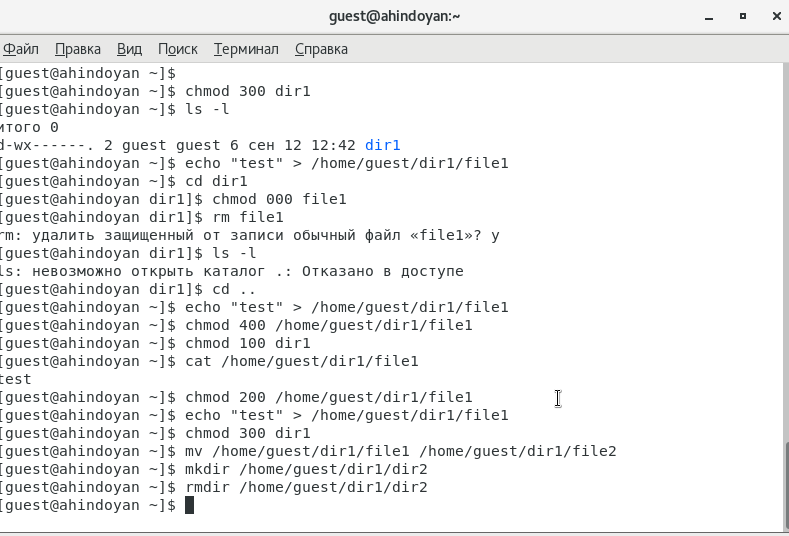 guest@ahindoyan:~
Файл Правка Вид Поиск Терминал Справка
[guest@ahindoyan ~]$
[guest@ahindoyan ~]$ chmod 300 dir1
[guest@ahindoyan ~]$ ls -l
итого 0
d-wx------. 2 guest guest 6 сен 12 12:42 dir1
[guest@ahindoyan ~]$ echo "test" > /home/guest/dir1/file1
[guest@ahindoyan ~]$ cd dir1
[guest@ahindoyan dir1]$ chmod 000 file1
[guest@ahindoyan dir1]$ rm file1
rm: удалить защищенный от записи обычный файл «file1»? y
[guest@ahindoyan dir1]$ ls -l
ls: невозможно открыть каталог .: Отказано в доступе
[guest@ahindoyan dir1]$ cd ..
[guest@ahindoyan ~]$ echo "test" > /home/guest/dir1/file1
[guest@ahindoyan ~]$ chmod 400 /home/guest/dir1/file1
[guest@ahindoyan ~]$ chmod 100 dir1
[guest@ahindoyan ~]$ cat /home/guest/dir1/file1
test
[guest@ahindoyan ~]$ chmod 200 /home/guest/dir1/file1
[guest@ahindoyan ~]$ echo "test" > /home/guest/dir1/file1
[guest@ahindoyan ~]$ chmod 300 dir1
[guest@ahindoyan ~]$ mv /home/guest/dir1/file1 /home/guest/dir1/file2
[guest@ahindoyan ~]$ mkdir /home/guest/dir1/dir2
[guest@ahindoyan ~]$ rmdir /home/guest/dir1/dir2
[guest@ahindoyan ~]$